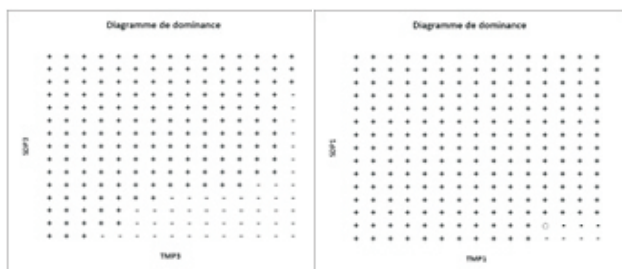 Diagramme de dominance
SDP3
TMP3
Diagramme de dominance
SDP1
TMP1